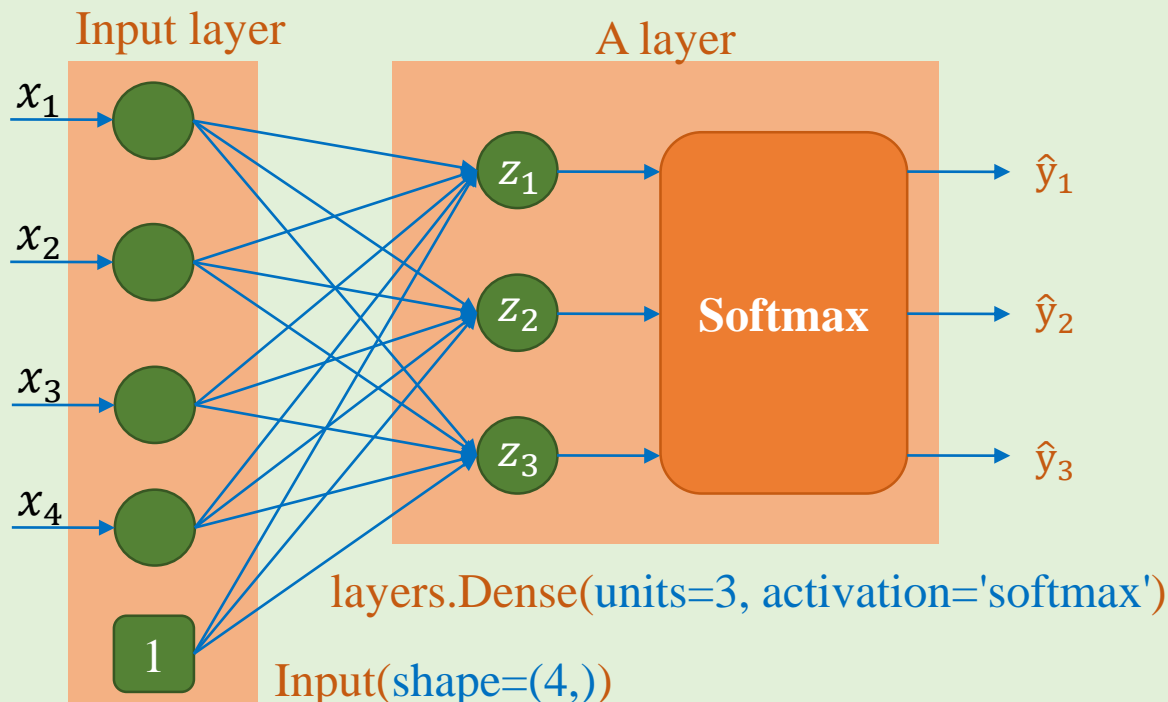 Input layer
A layer
x₁
x₂
x₃
x₄
1
z₁
z₂
z₃
Softmax
ŷ₁
ŷ₂
ŷ₃
layers.Dense(units=3, activation='softmax')
Input(shape=(4,))